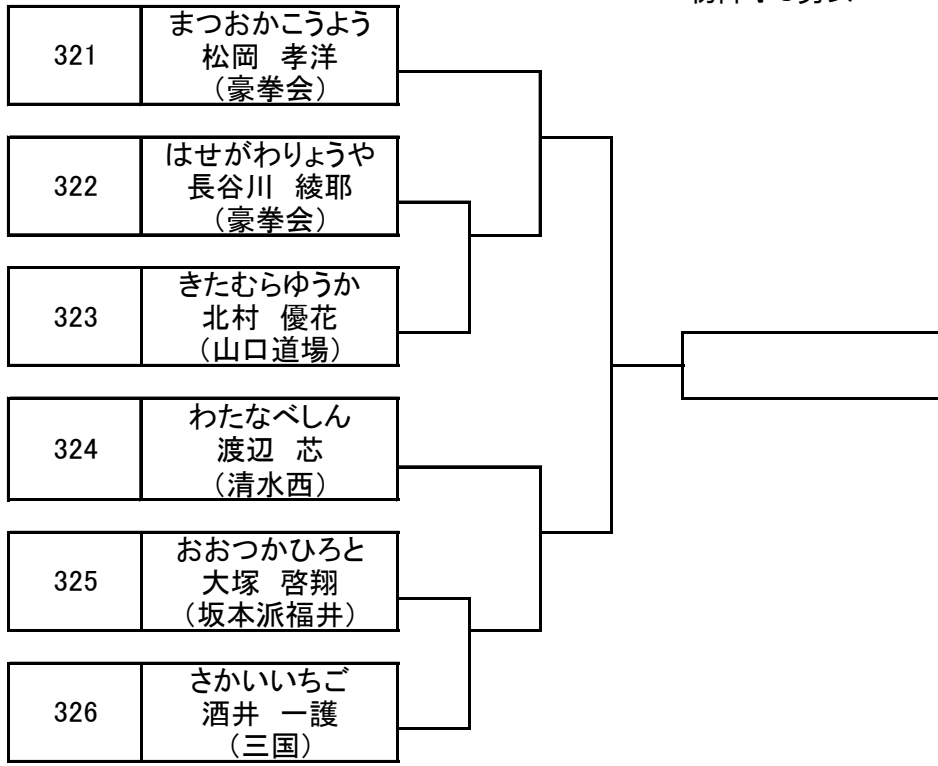 321
まつおかこうよう
松岡　孝洋
(豪拳会)
322
はせがわりょうや
長谷川　綾耶
(豪拳会)
323
きたむらゆうか
北村　優花
(山口道場)
324
わたなべしん
渡辺　芯
(清水西)
325
おおつかひろと
大塚　啓翔
(坂本派福井)
326
さかいいちご
酒井　一護
(三国)